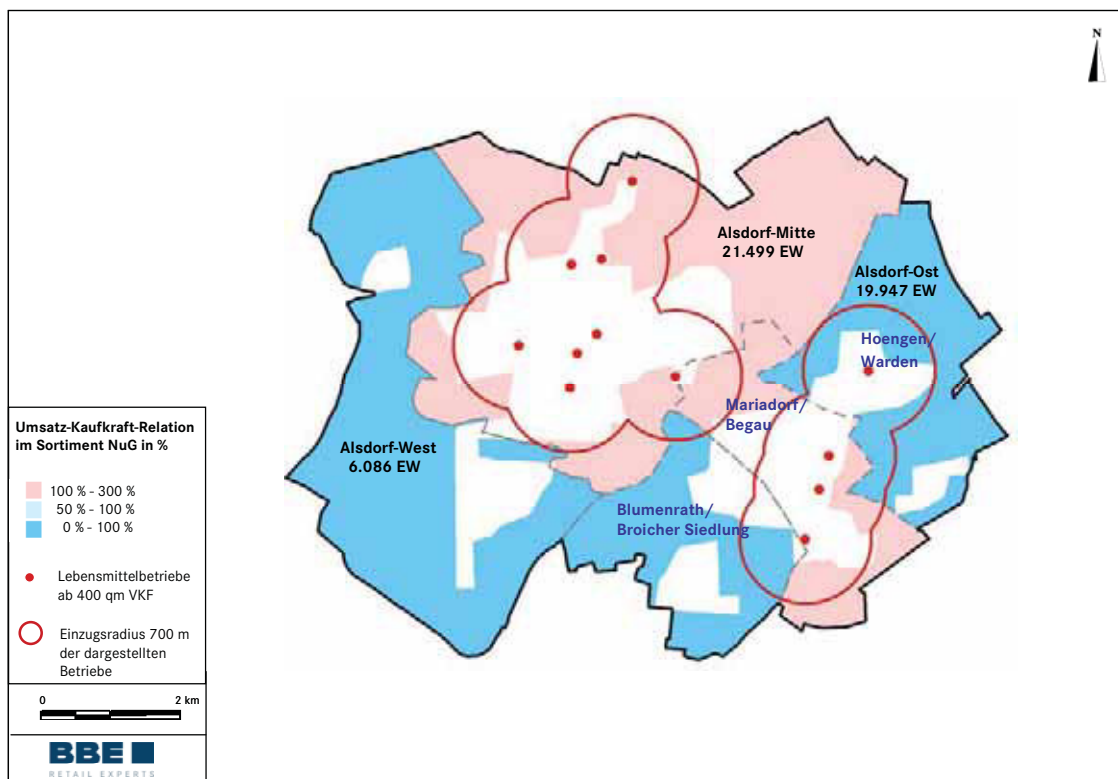 N
Alsdorf-Mitte
21.499 EW
Alsdorf-Ost
19.947 EW
Hoengen/
Warden
Mariadorf/
Begau
Alsdorf-West
6.086 EW
Blumenrath/
Broicher Siedlung
Umsatz-Kaufkraft-Relation
im Sortiment NuG in %
100 % - 300 %
50 % - 100 %
0 % - 100 %
Lebensmittelbetriebe
ab 400 qm VKF
Einzugsradius 700 m
der dargestellten
Betriebe
0 2 km
BBE
RETAIL EXPERTS